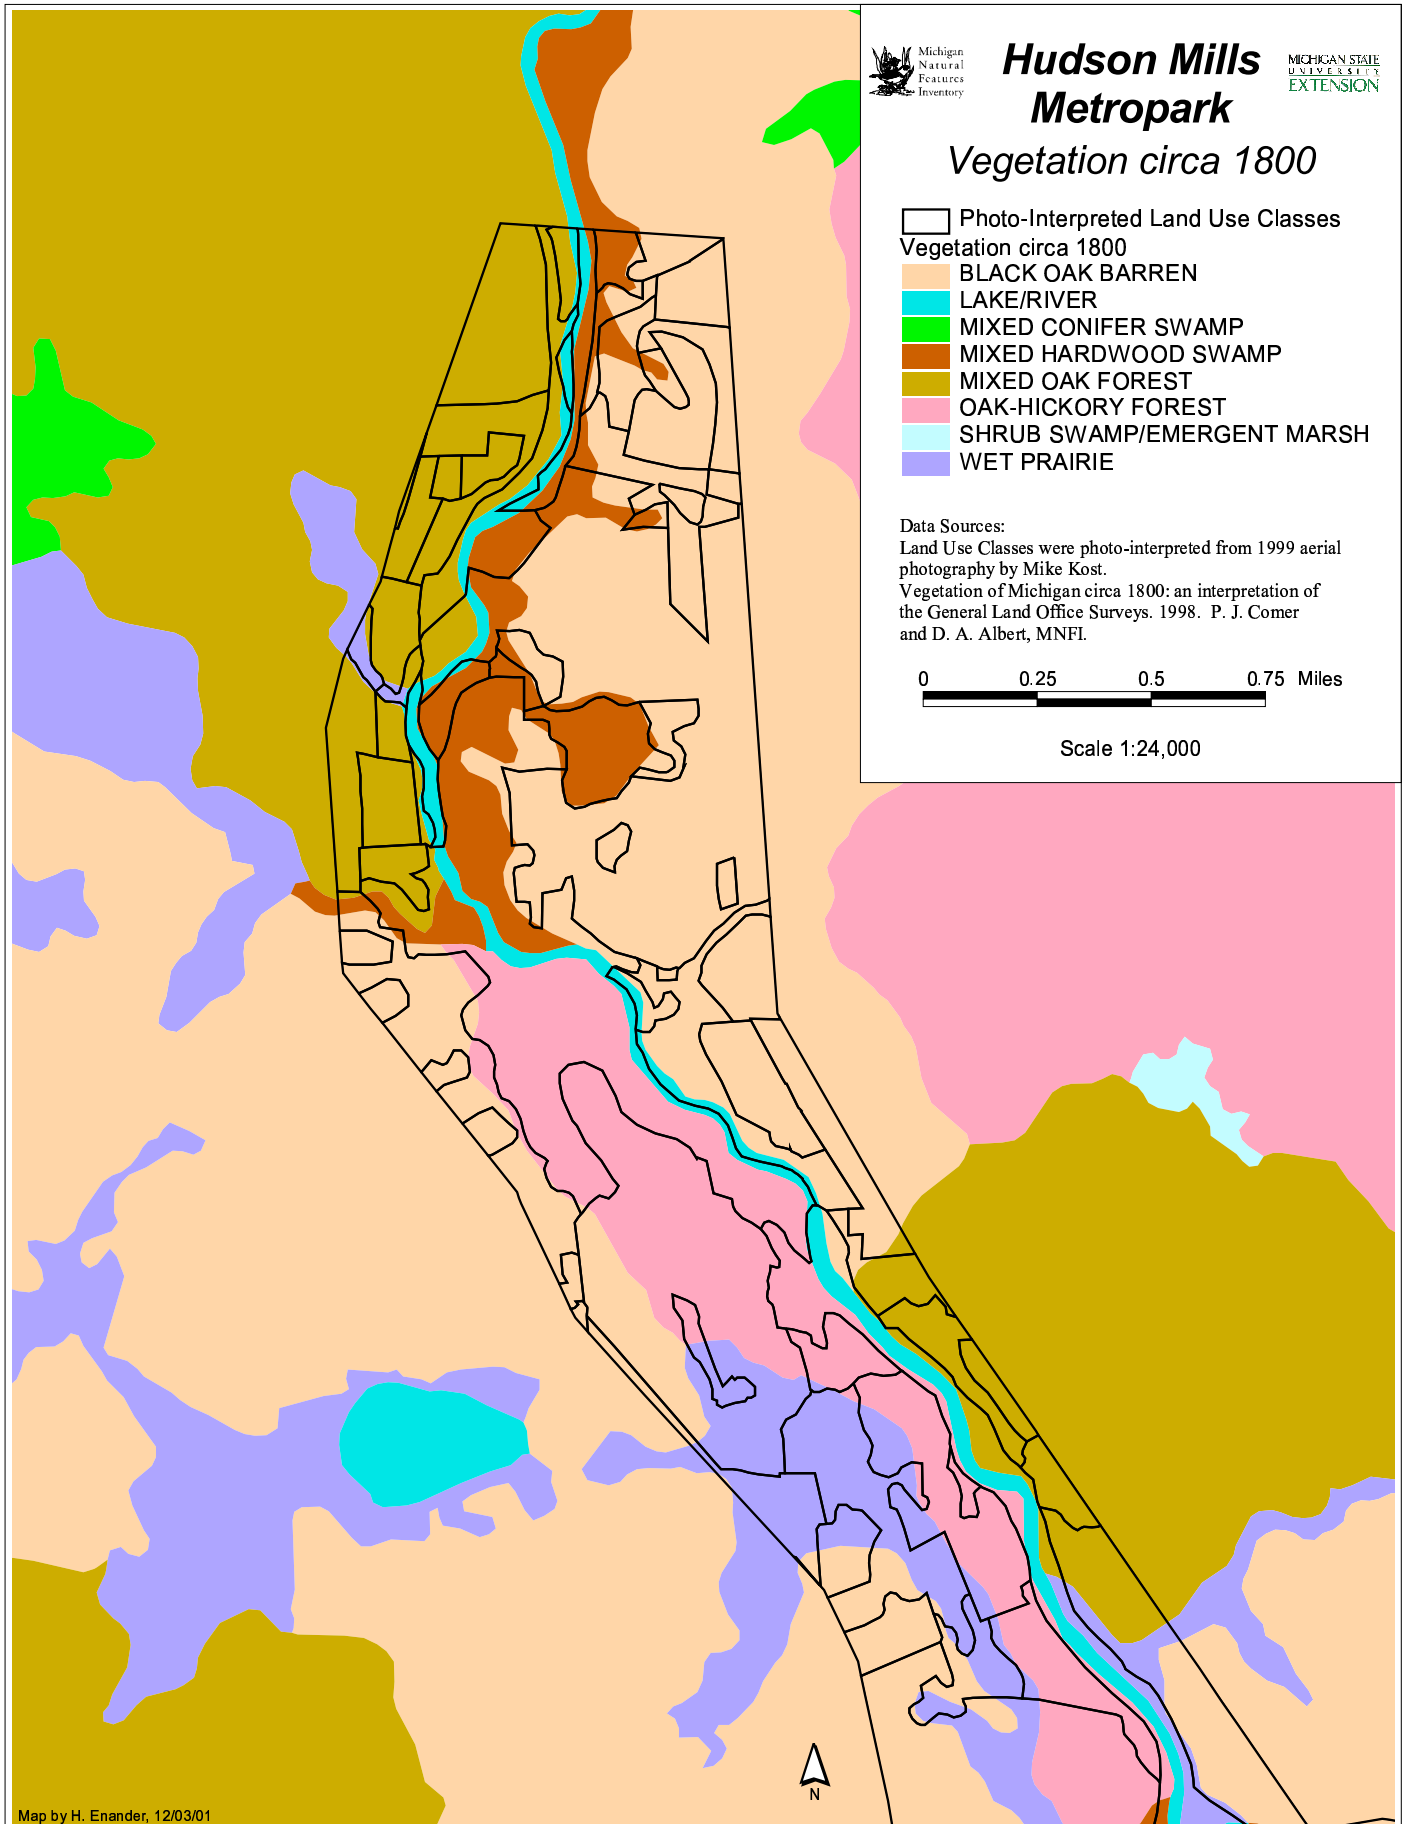 Michigan
Natural
Features
Inventory
Hudson Mills
Metropark
MICHIGAN STATE
UNIVERSITY
EXTENSION
Vegetation circa 1800
Photo-Interpreted Land Use Classes
Vegetation circa 1800
BLACK OAK BARREN
LAKE/RIVER
MIXED CONIFER SWAMP
MIXED HARDWOOD SWAMP
MIXED OAK FOREST
OAK-HICKORY FOREST
SHRUB SWAMP/EMERGENT MARSH
WET PRAIRIE
Data Sources:
Land Use Classes were photo-interpreted from 1999 aerial
photography by Mike Kost.
Vegetation of Michigan circa 1800: an interpretation of
the General Land Office Surveys. 1998.  P. J. Comer
and D. A. Albert, MNFI.
0 0.25 0.5 0.75 Miles
Scale 1:24,000
N
Map by H. Enander, 12/03/01